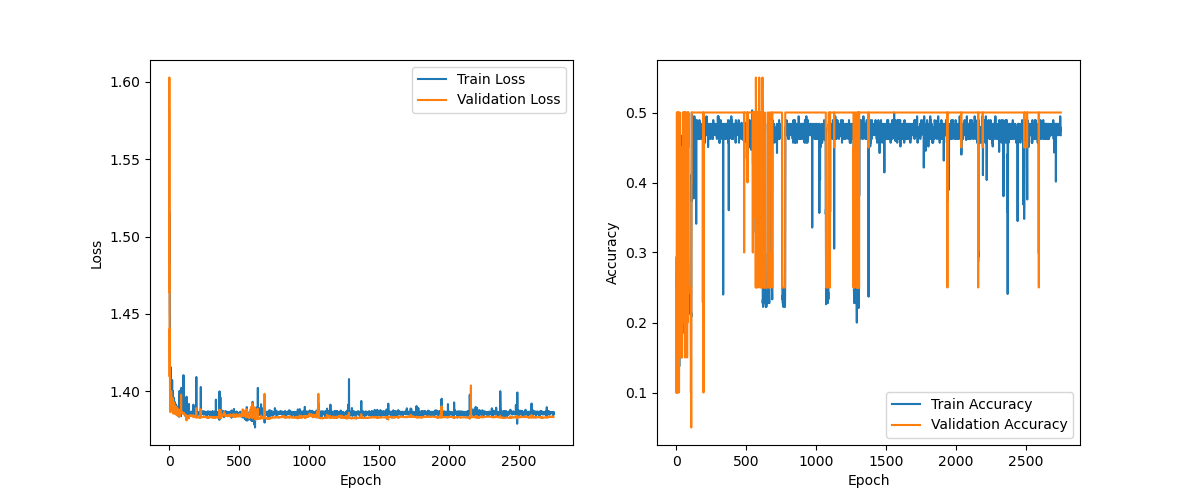 1.60
1.55
1.50
1.45
1.40
Loss
0
500
1000
1500
2000
2500
Epoch
Train Loss
Validation Loss
0.5
0.4
0.3
0.2
0.1
Accuracy
0
500
1000
1500
2000
2500
Epoch
Train Accuracy
Validation Accuracy